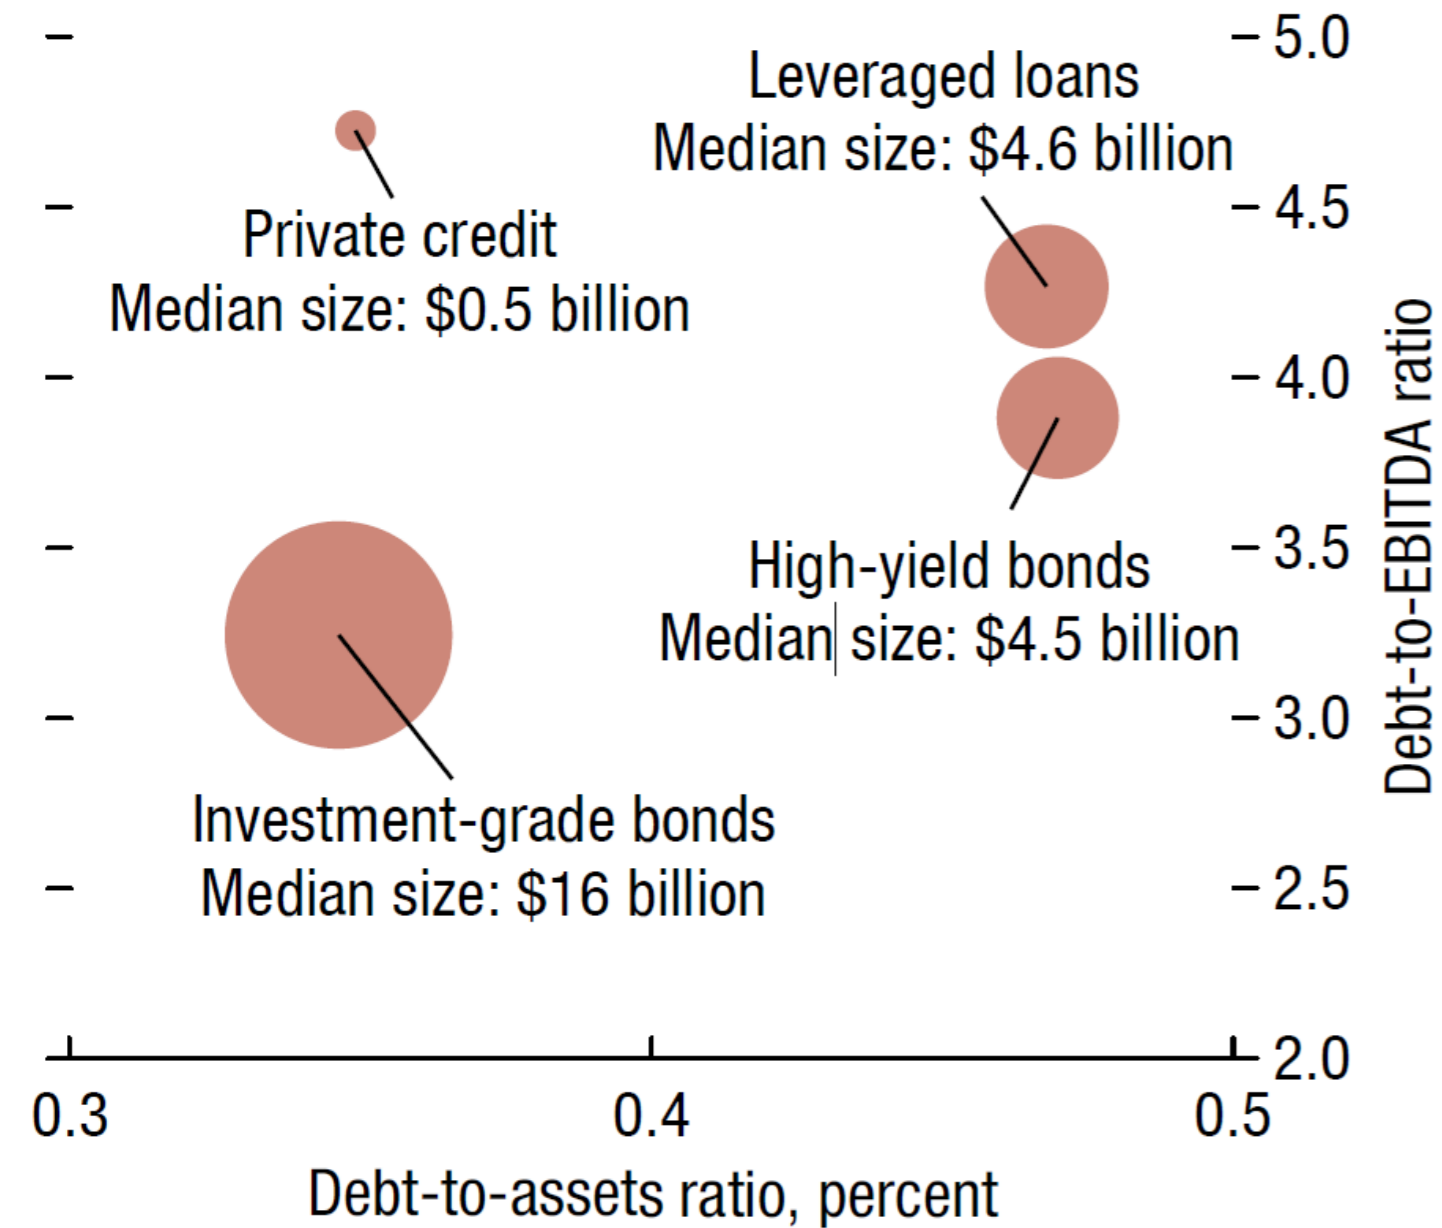 5.0
Leveraged loans
Median size: $4.6 billion
4.5
Private credit
Median size: $0.5 billion
4.0
Debt-to-EBITDA ratio
3.5
High-yield bonds
Median size: $4.5 billion
3.0
Investment-grade bonds
Median size: $16 billion
2.5
2.0
0.3 0.4 0.5
Debt-to-assets ratio, percent